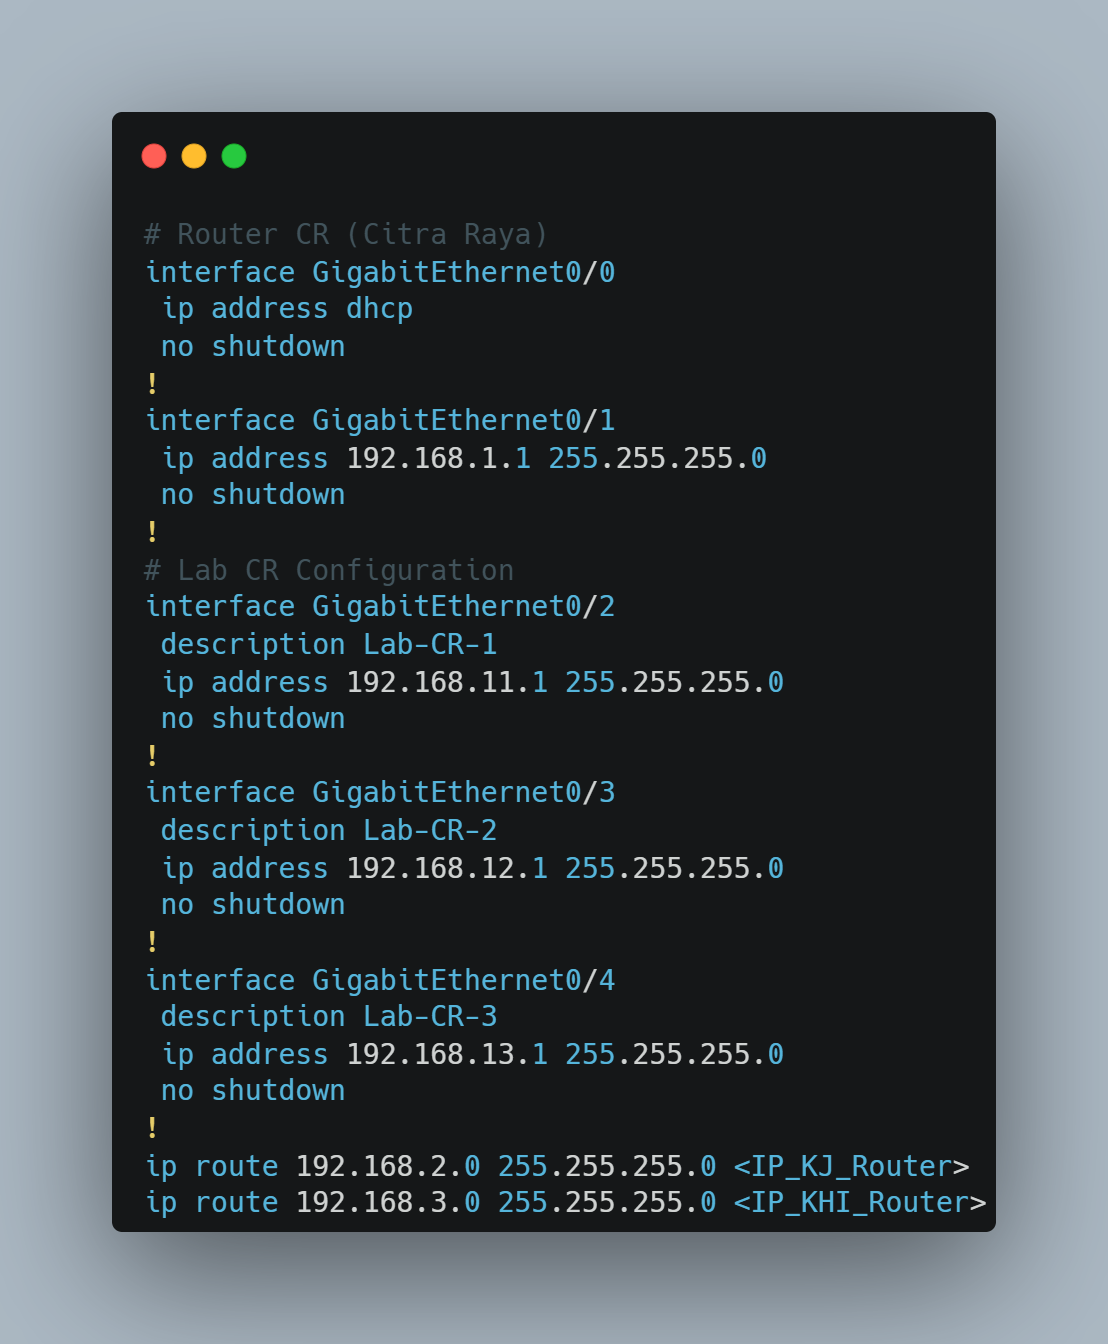 # Router CR (Citra Raya)
interface GigabitEthernet0/0
 ip address dhcp
 no shutdown
!
interface GigabitEthernet0/1
 ip address 192.168.1.1 255.255.255.0
 no shutdown
!
# Lab CR Configuration
interface GigabitEthernet0/2
 description Lab-CR-1
 ip address 192.168.11.1 255.255.255.0
 no shutdown
!
interface GigabitEthernet0/3
 description Lab-CR-2
 ip address 192.168.12.1 255.255.255.0
 no shutdown
!
interface GigabitEthernet0/4
 description Lab-CR-3
 ip address 192.168.13.1 255.255.255.0
 no shutdown
!
ip route 192.168.2.0 255.255.255.0 <IP_KJ_Router>
ip route 192.168.3.0 255.255.255.0 <IP_KHI_Router>